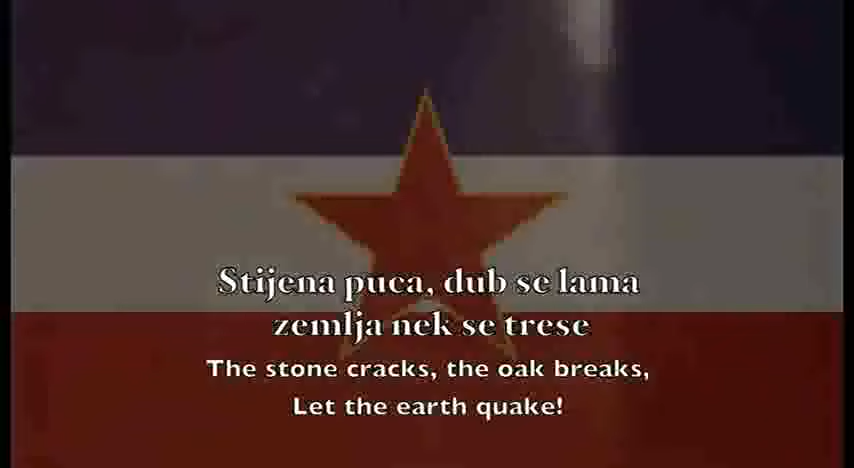 Stijena puca, dub se lama
zemlja nek se trese
The stone cracks, the oak breaks,
Let the earth quake!